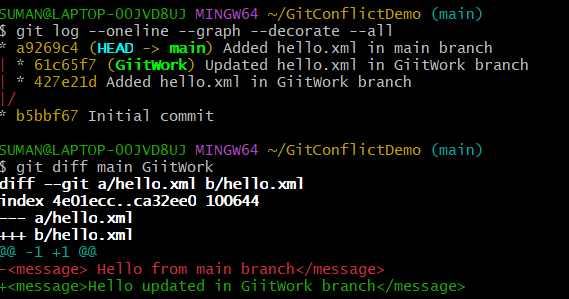 SUMAN@LAPTOP-OOJVD8UJ MINGW64 ~/GitConflictDemo (main)
$ git log --oneline --graph --decorate --all
* a9269c4 (HEAD -> main) Added hello.xml in main branch
| * 61c65f7 (GiitWork) Updated hello.xml in GiitWork branch
| * 427e21d Added hello.xml in GiitWork branch
|/
* b5bbf67 Initial commit
SUMAN@LAPTOP-OOJVD8UJ MINGW64 ~/GitConflictDemo (main)
$ git diff main GiitWork
diff --git a/hello.xml b/hello.xml
index 4e01ecc..ca32ee0 100644
--- a/hello.xml
+++ b/hello.xml
@@ -1 +1 @@
-<message> Hello from main branch</message>
+<message>Hello updated in GiitWork branch</message>